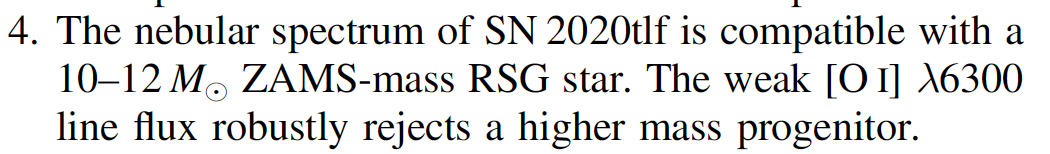 4. The nebular spectrum of SN 2020tlf is compatible with a
10–12 M⊙ ZAMS-mass RSG star. The weak [O I] λ6300
line flux robustly rejects a higher mass progenitor.